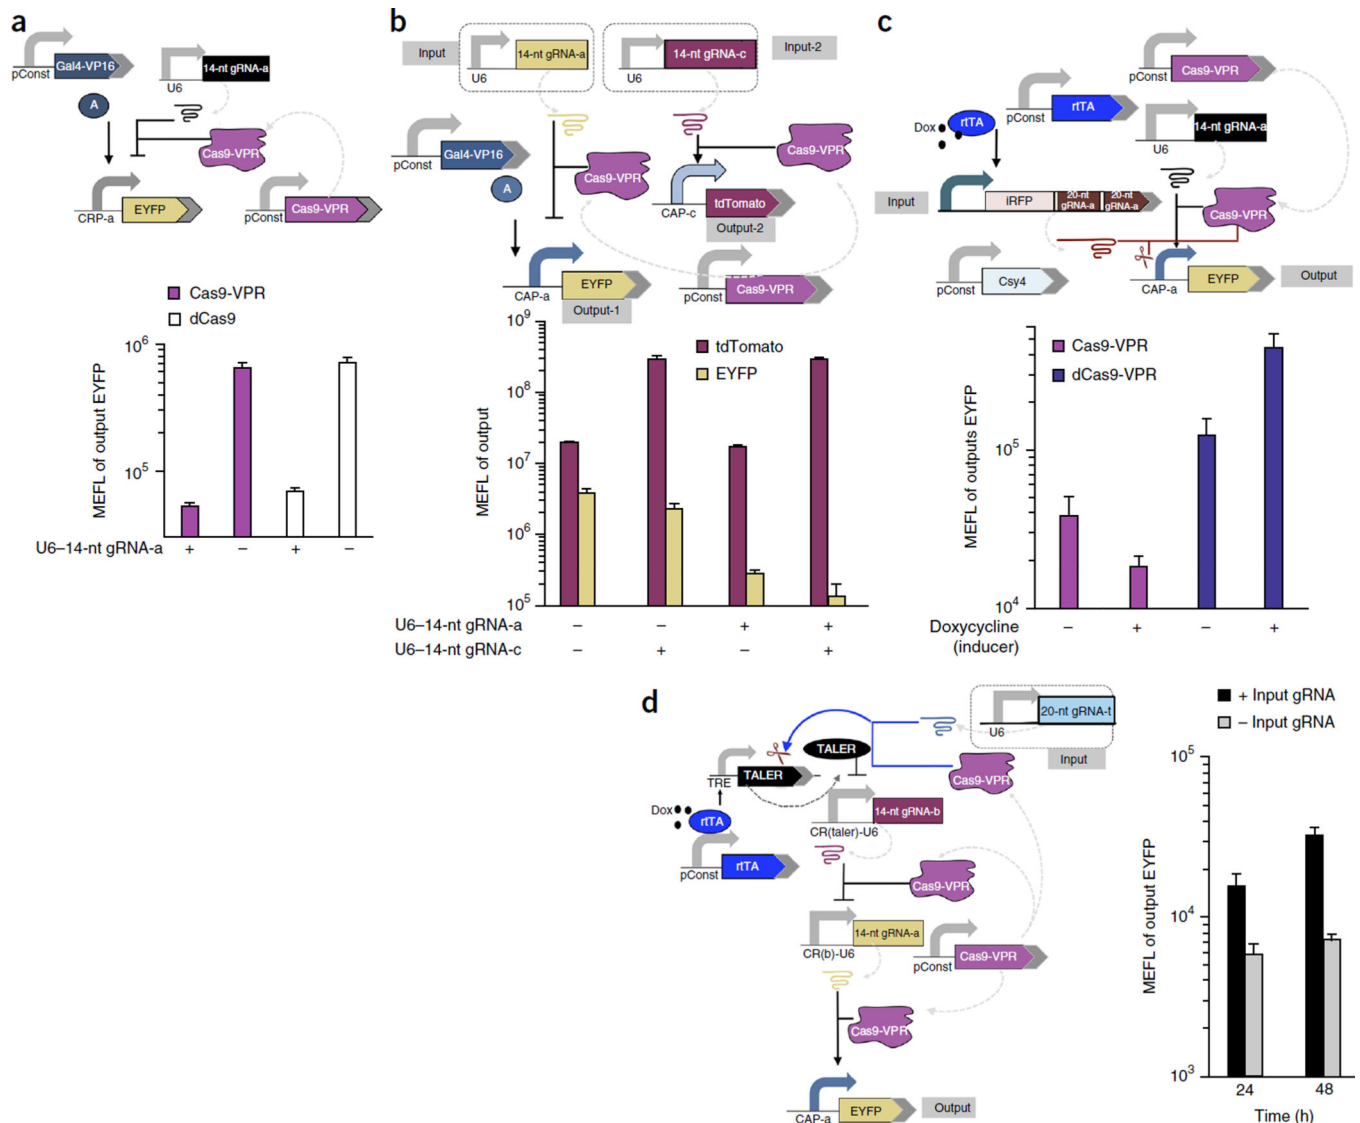 a
pConst
Gal4-VP16
U6
14-nt gRNA-a
A
Cas9-VPR
CRP-a
EYFP
pConst
Cas9-VPR
Cas9-VPR
dCas9
MEFL of output EYFP
10^6
10^5
U6–14-nt gRNA-a
+ – + –
b
Input
U6
14-nt gRNA-a
U6
14-nt gRNA-c
Input-2
pConst
Gal4-VP16
A
Cas9-VPR
Cas9-VPR
CAP-c
tdTomato
Output-2
CAP-a
EYFP
Output-1
pConst
Cas9-VPR
tdTomato
EYFP
MEFL of output
10^9
10^8
10^7
10^6
10^5
U6–14-nt gRNA-a – – + +
U6–14-nt gRNA-c – + – +
c
pConst
Cas9-VPR
pConst
rtTA
Dox
rtTA
U6
14-nt gRNA-a
Input
iRFP
20-nt
gRNA-a
20-nt
gRNA-a
Cas9-VPR
pConst
Csy4
CAP-a
EYFP
Output
Cas9-VPR
dCas9-VPR
MEFL of outputs EYFP
10^5
10^4
Doxycycline
(inducer)
– + – +
d
U6
20-nt gRNA-t
Input
TALER
TRE
TALER
Cas9-VPR
Dox
rtTA
pConst
rtTA
CR(taler)-U6
14-nt gRNA-b
Cas9-VPR
CR(b)-U6
14-nt gRNA-a
pConst
Cas9-VPR
Cas9-VPR
CAP-a
EYFP
Output
+ Input gRNA
– Input gRNA
MEFL of output EYFP
10^5
10^4
10^3
24 48
Time (h)